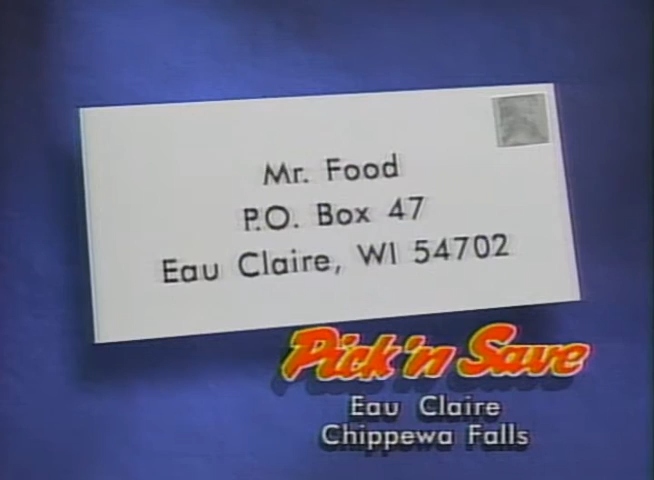 Mr. Food
P.O. Box 47
Eau Claire, WI 54702
Pick 'n Save
Eau Claire
Chippewa Falls